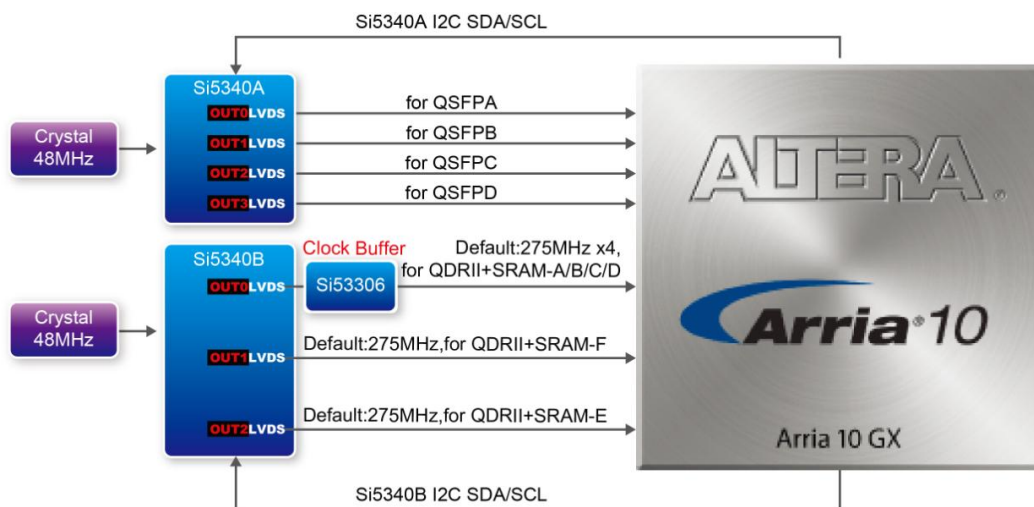 Si5340A I2C SDA/SCL
Si5340A
OUT0LVDS
for QSFPA
OUT1LVDS
for QSFPB
OUT2LVDS
for QSFPC
OUT3LVDS
for QSFPD
Crystal
48MHz
ALTERA®
Si5340B
Clock Buffer
Default:275MHz x4,
for QDRII+SRAM-A/B/C/D
OUT0LVDS
Si53306
Crystal
48MHz
Arria® 10
Default:275MHz,for QDRII+SRAM-F
OUT1LVDS
Default:275MHz,for QDRII+SRAM-E
OUT2LVDS
Arria 10 GX
Si5340B I2C SDA/SCL